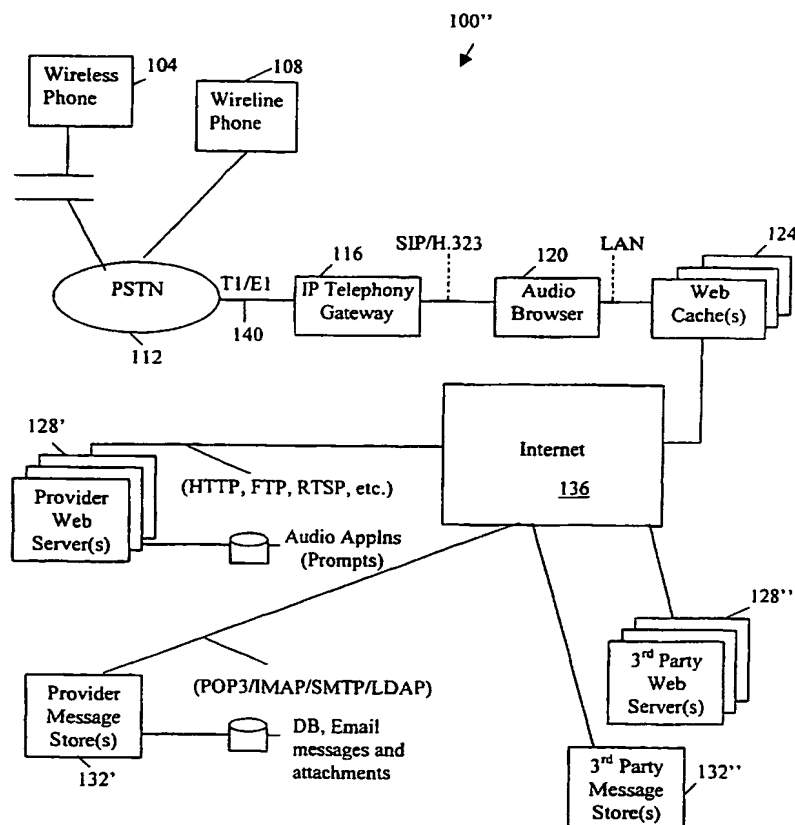 100''
Wireless
Phone
104
108
Wireline
Phone
PSTN
112
T1/E1
140
116
IP Telephony
Gateway
SIP/H.323
120
Audio
Browser
LAN
124
Web
Cache(s)
Internet
136
128'
Provider
Web
Server(s)
(HTTP, FTP, RTSP, etc.)
Audio Applns
(Prompts)
128''
3rd Party
Web
Server(s)
Provider
Message
Store(s)
132'
(POP3/IMAP/SMTP/LDAP)
DB, Email
messages and
attachments
3rd Party
Message
Store(s)
132''